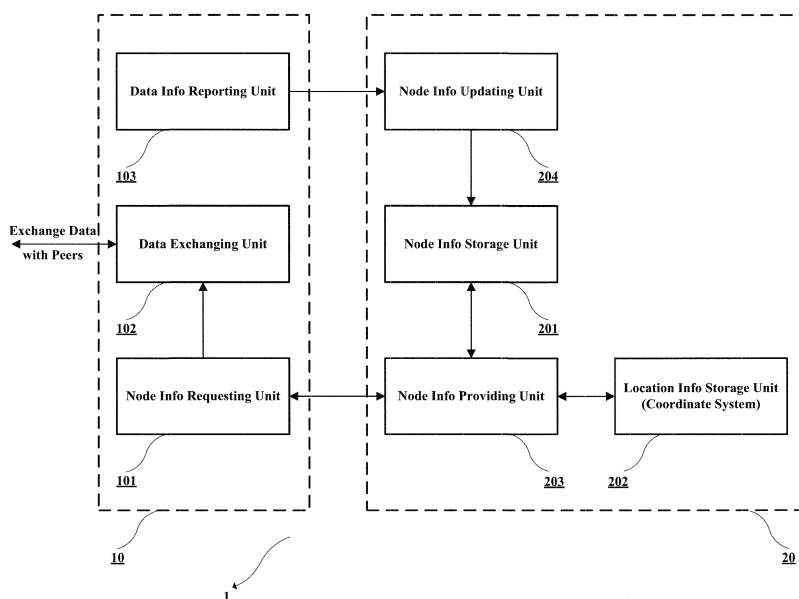 Data Info Reporting Unit
Node Info Updating Unit
103
204
Exchange Data
with Peers
Data Exchanging Unit
Node Info Storage Unit
102
201
Node Info Requesting Unit
Node Info Providing Unit
Location Info Storage Unit
(Coordinate System)
101
203
202
10
20
1